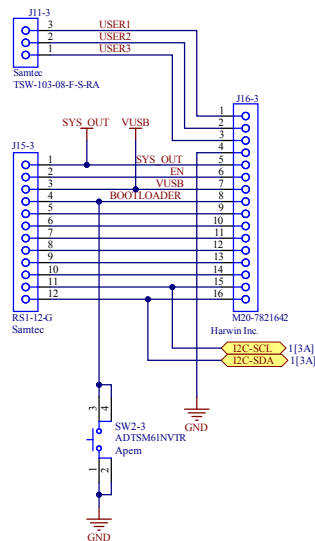 J11-3
3 USER1
2 USER2
1 USER3
Samtec
TSW-103-08-F-S-RA
J16-3
1
2
3
4
5
6
7
8
9
10
11
12
13
14
15
16
M20-7821642
Harwin Inc.
SYS_OUT VUSB
J15-3
1 SYS_OUT
2 EN
3 VUSB
4 BOOTLOADER
5
6
7
8
9
10
11
12
RS1-12-G
Samtec
I2C-SCL 1[3A]
I2C-SDA 1[3A]
GND
3 4
SW2-3
ADTSM61NVTR
Apem
1 2
GND